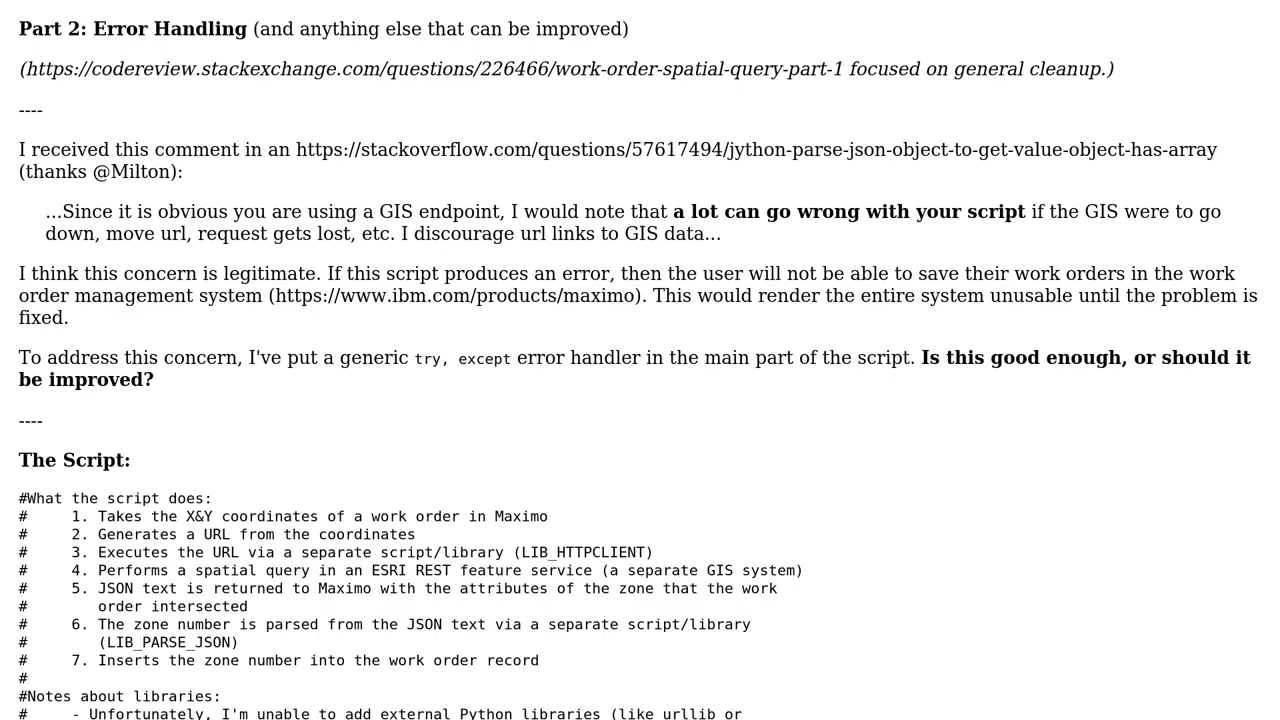 Part 2: Error Handling (and anything else that can be improved)
(https://codereview.stackexchange.com/questions/226466/work-order-spatial-query-part-1 focused on general cleanup.)
----
I received this comment in an https://stackoverflow.com/questions/57617494/jython-parse-json-object-to-get-value-object-has-array
(thanks @Milton):
...Since it is obvious you are using a GIS endpoint, I would note that a lot can go wrong with your script if the GIS were to go
down, move url, request gets lost, etc. I discourage url links to GIS data...
I think this concern is legitimate. If this script produces an error, then the user will not be able to save their work orders in the work
order management system (https://www.ibm.com/products/maximo). This would render the entire system unusable until the problem is
fixed.
To address this concern, I've put a generic try, except error handler in the main part of the script. Is this good enough, or should it
be improved?
----
The Script:
#What the script does:
#     1. Takes the X&Y coordinates of a work order in Maximo
#     2. Generates a URL from the coordinates
#     3. Executes the URL via a separate script/library (LIB_HTTPCLIENT)
#     4. Performs a spatial query in an ESRI REST feature service (a separate GIS system)
#     5. JSON text is returned to Maximo with the attributes of the zone that the work
#        order intersected
#     6. The zone number is parsed from the JSON text via a separate script/library
#        (LIB_PARSE_JSON)
#     7. Inserts the zone number into the work order record
#
#Notes about libraries:
#     - Unfortunately, I'm unable to add external Python libraries (like urllib or